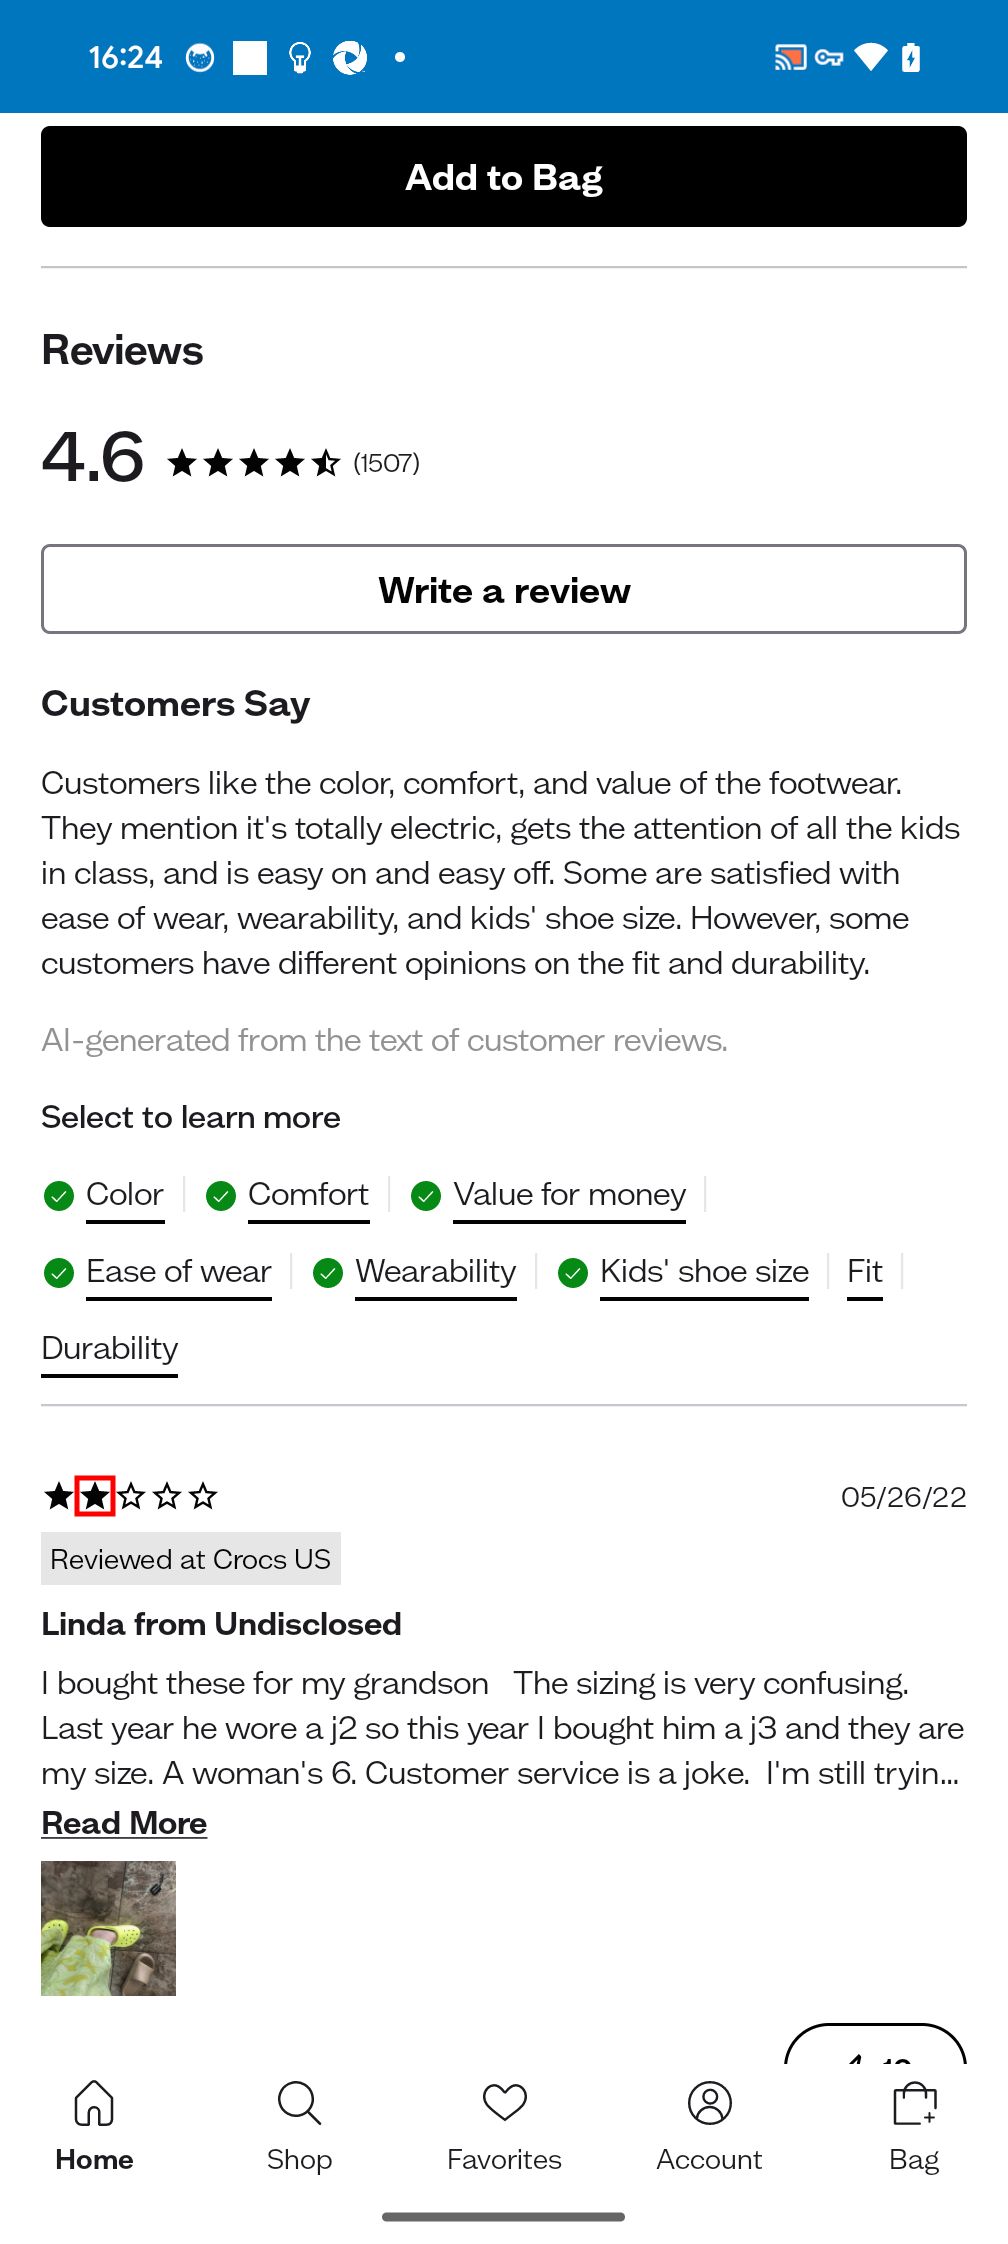 16:24
Add to Bag
Reviews
4.6 (1507)
Write a review
Customers Say
Customers like the color, comfort, and value of the footwear.
They mention it's totally electric, gets the attention of all the kids
in class, and is easy on and easy off. Some are satisfied with
ease of wear, wearability, and kids' shoe size. However, some
customers have different opinions on the fit and durability.
AI-generated from the text of customer reviews.
Select to learn more
Color Comfort Value for money
Ease of wear Wearability Kids' shoe size Fit
Durability
05/26/22
Reviewed at Crocs US
Linda from Undisclosed
I bought these for my grandson   The sizing is very confusing.
Last year he wore a j2 so this year I bought him a j3 and they are
my size. A woman's 6. Customer service is a joke.  I'm still tryin...
Read More
Home Shop Favorites Account Bag